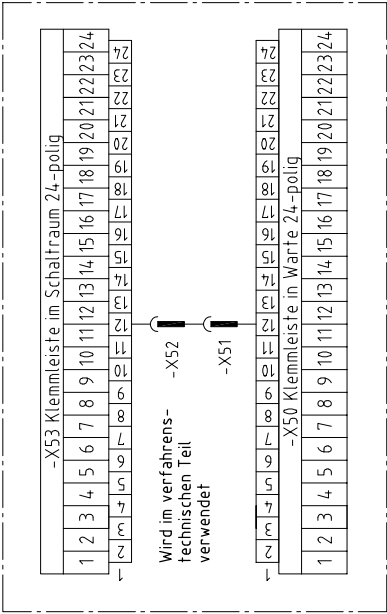 -X53 Klemmleiste im Schaltraum 24-polig
1 2 3 4 5 6 7 8 9 10 11 12 13 14 15 16 17 18 19 20 21 22 23 24
1 2 3 4 5 6 7 8 9 10 11 12 13 14 15 16 17 18 19 20 21 22 23 24
Wird im verfahrens-
technischen Teil
verwendet
-X52
-X51
1 2 3 4 5 6 7 8 9 10 11 12 13 14 15 16 17 18 19 20 21 22 23 24
-X50 Klemmleiste in Warte 24-polig
1 2 3 4 5 6 7 8 9 10 11 12 13 14 15 16 17 18 19 20 21 22 23 24